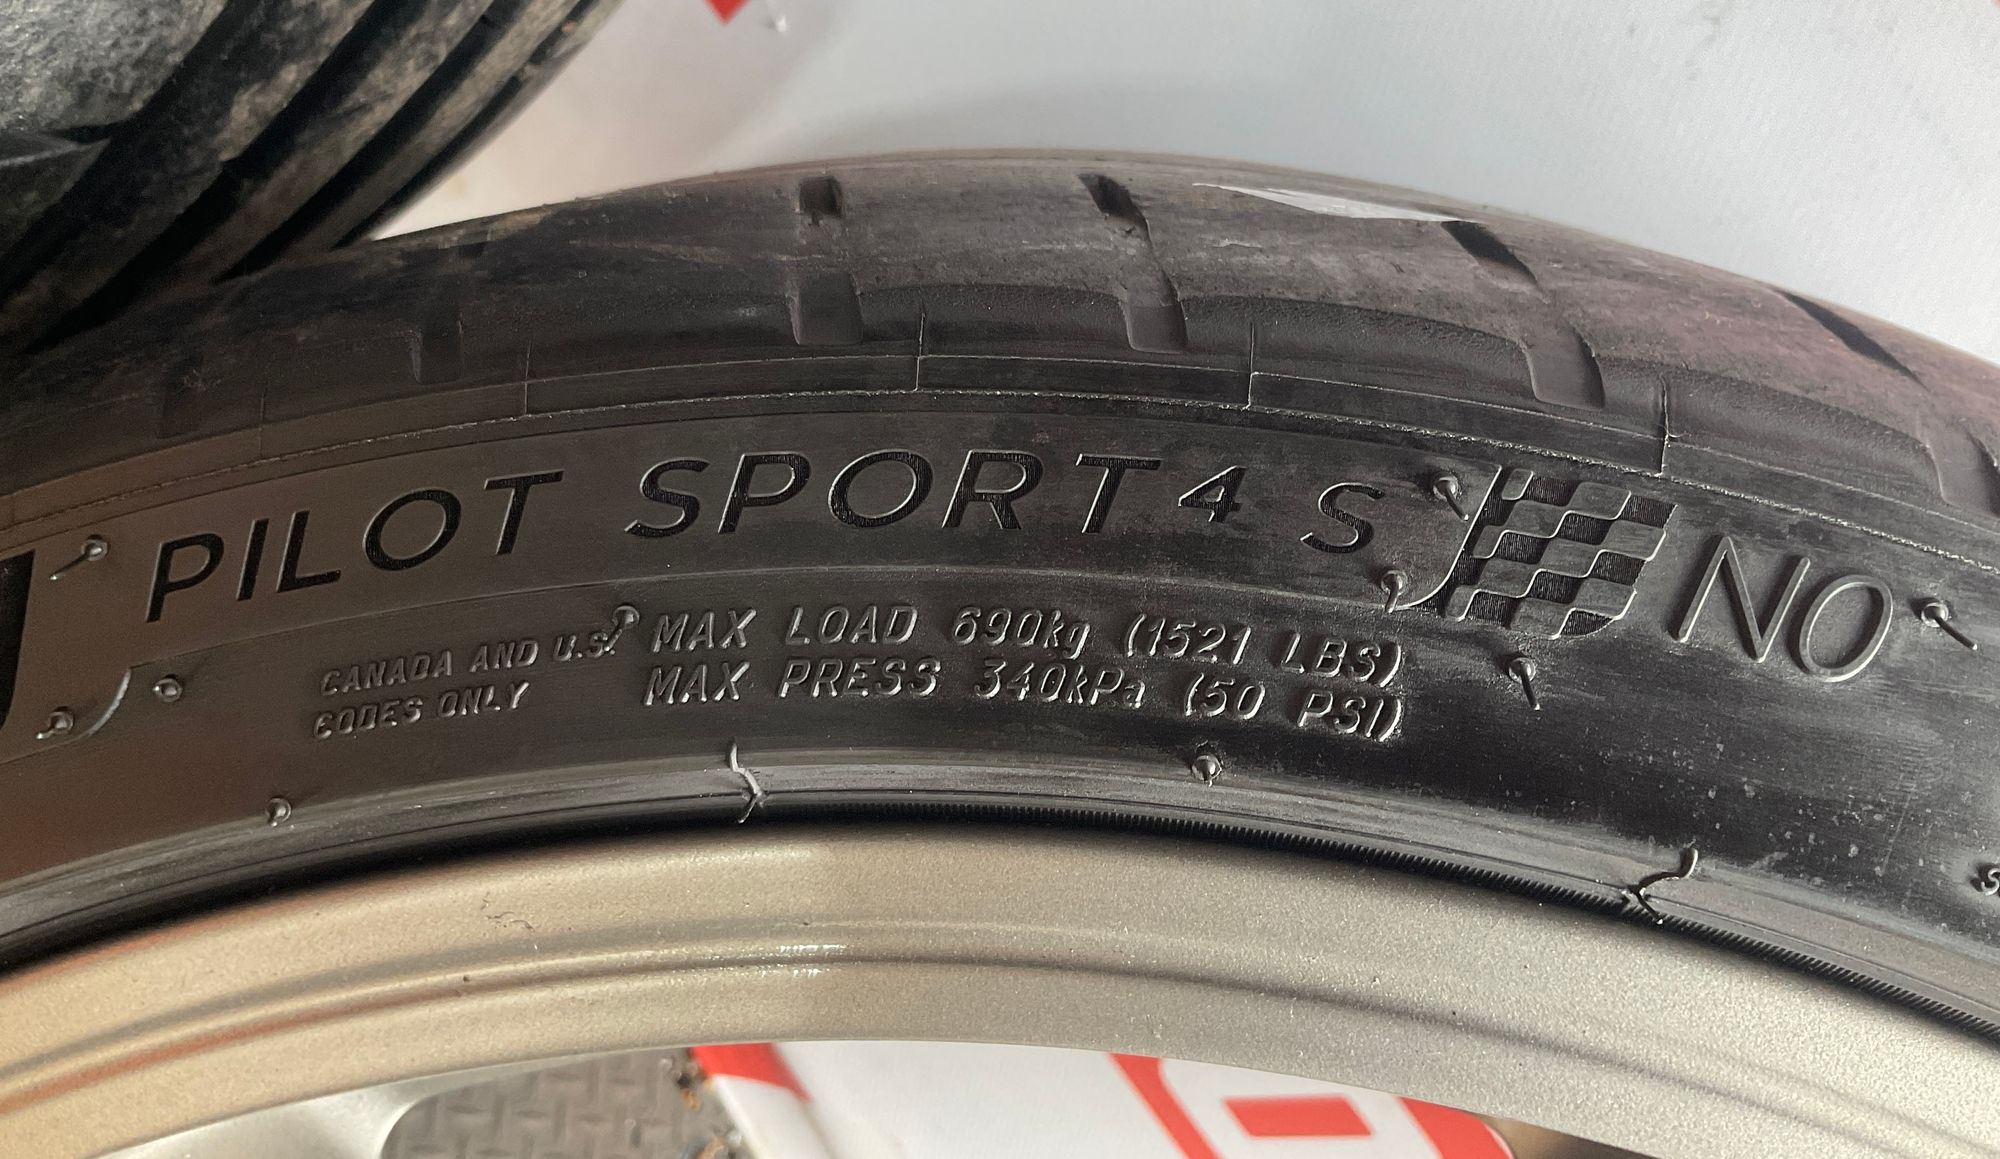 PILOT SPORT 4 S NO
CANADA AND U.S.
CODES ONLY
MAX LOAD 690kg (1521 LBS)
MAX PRESS 340kPa (50 PSI)